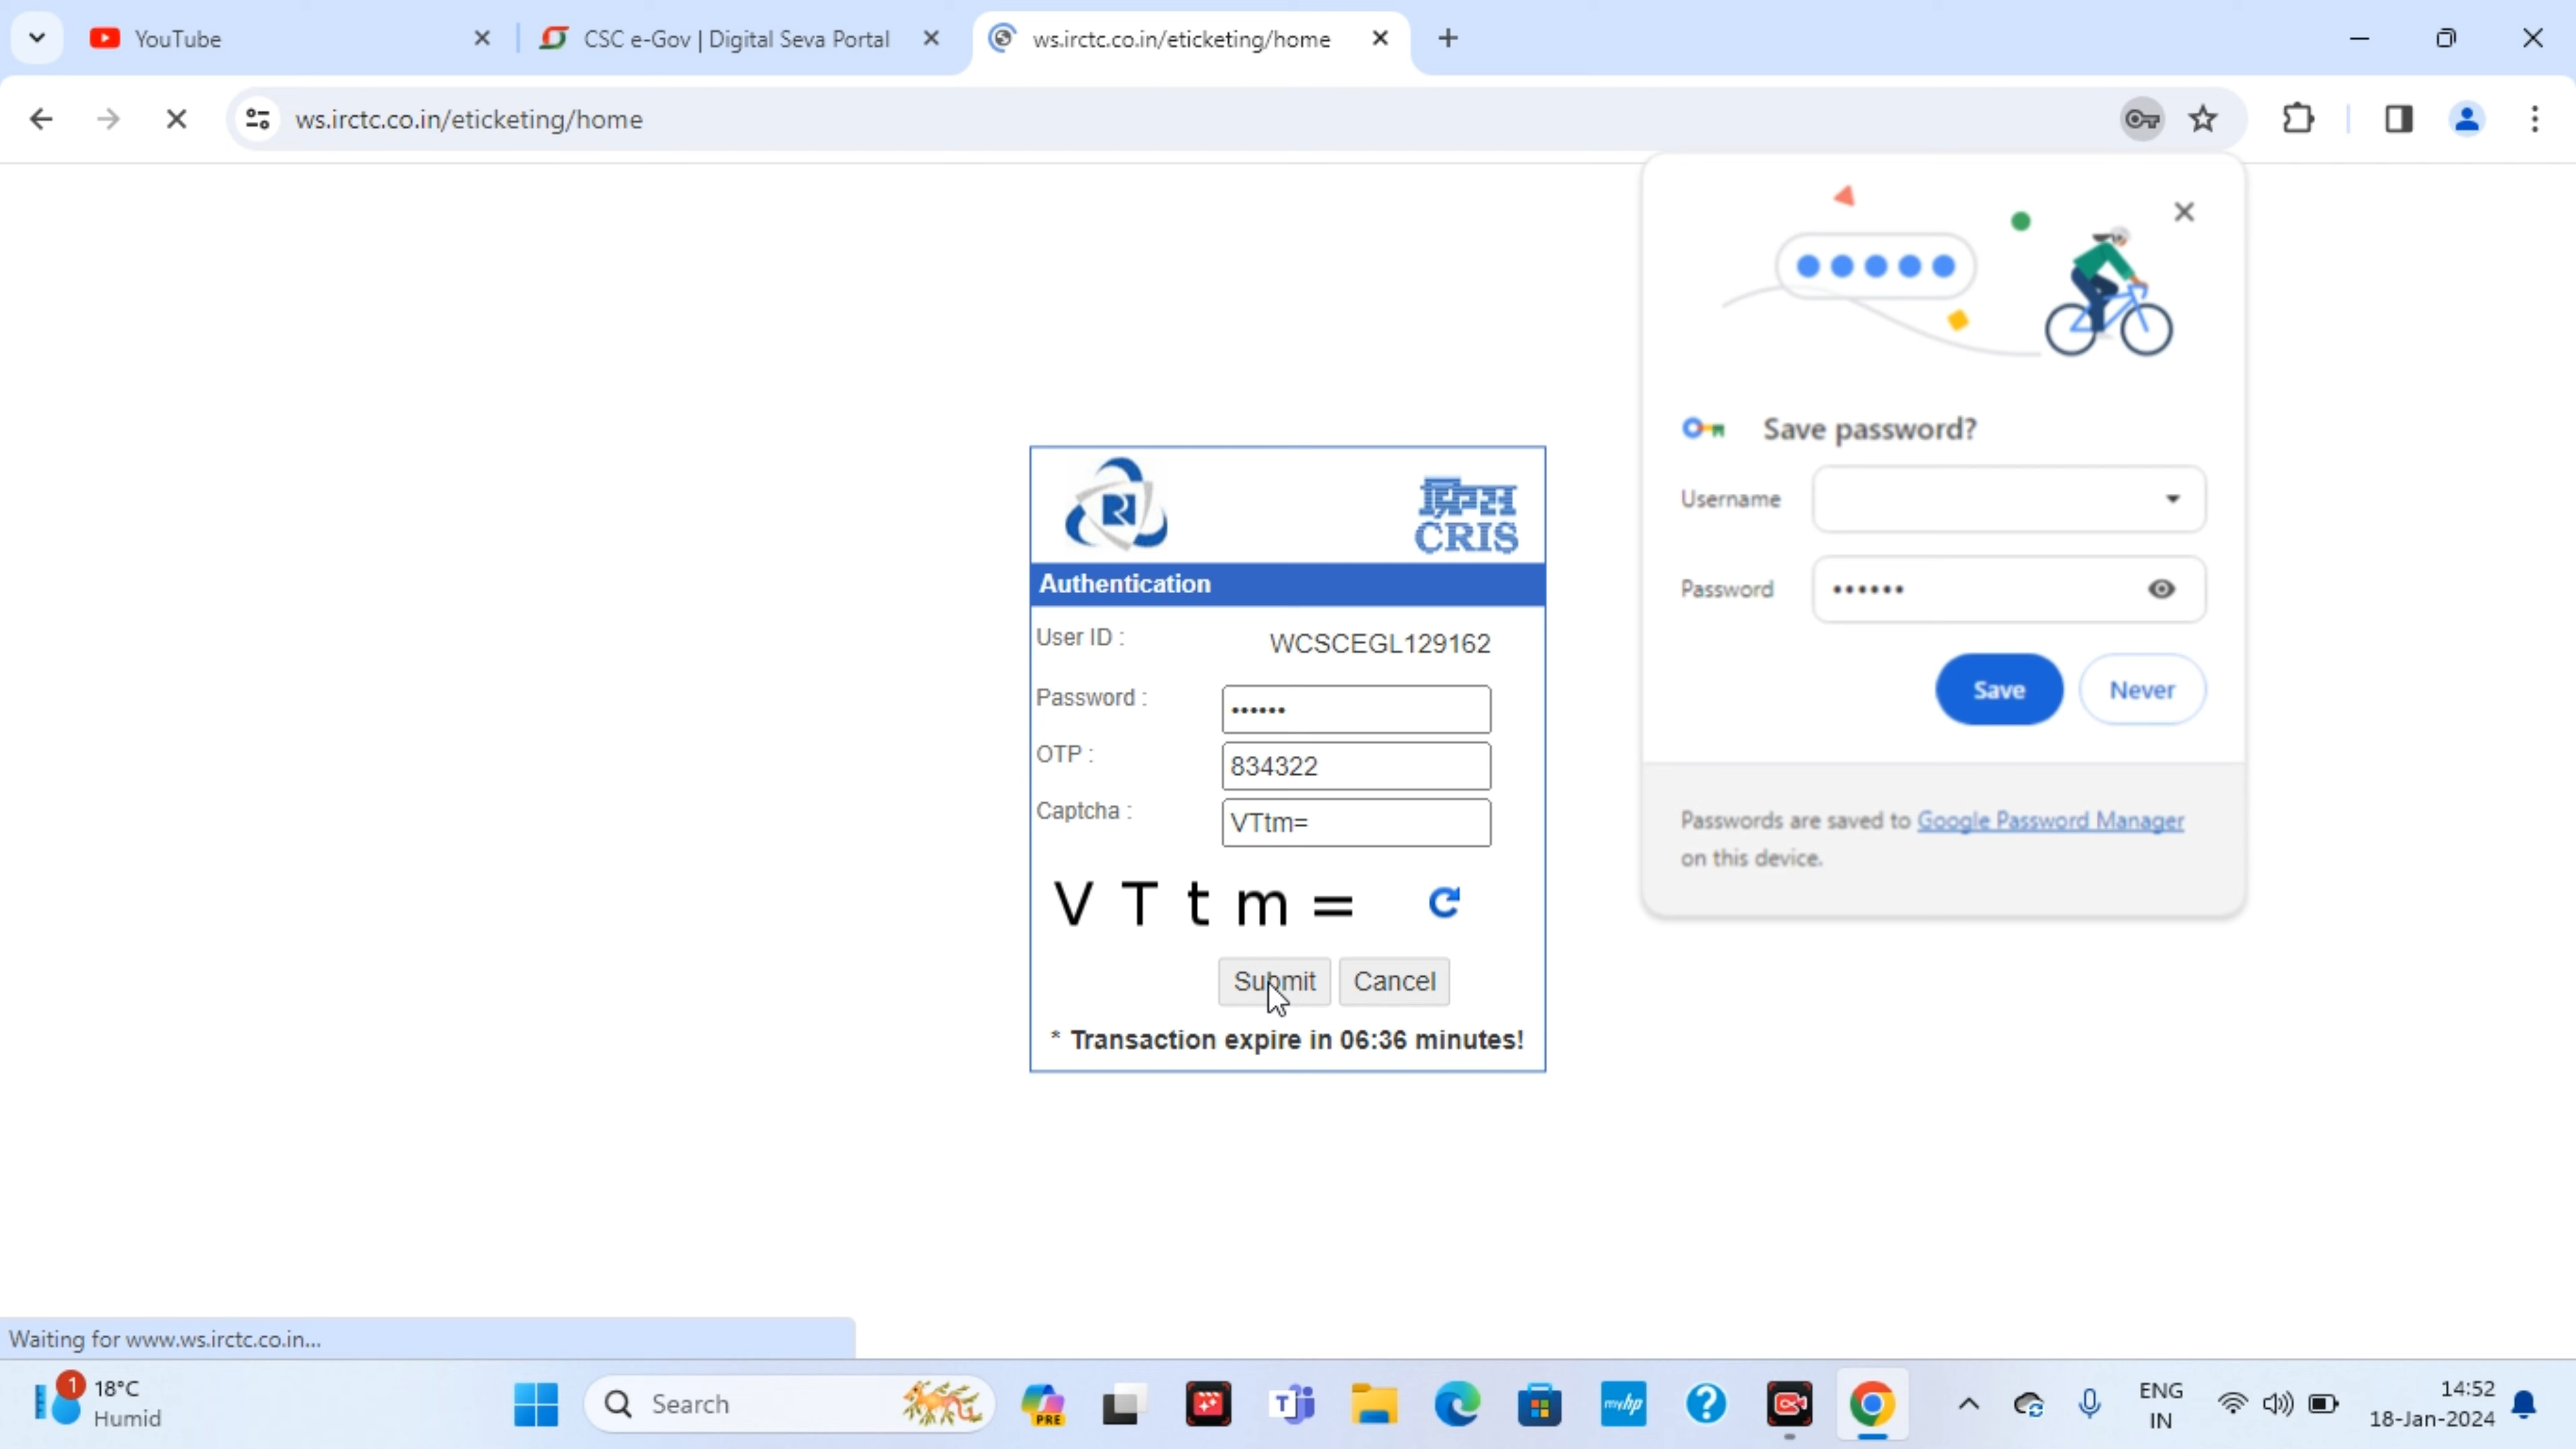 YouTube
CSC e-Gov | Digital Seva Portal
ws.irctc.co.in/eticketing/home
ws.irctc.co.in/eticketing/home
Save password?
Username
Password ••••••
Save Never
Passwords are saved to Google Password Manager
on this device.
CRIS
Authentication
User ID : WCSCEGL129162
Password : ••••••
OTP : 834322
Captcha : VTtm=
V T t m =
Submit Cancel
* Transaction expire in 06:36 minutes!
Waiting for www.ws.irctc.co.in...
1
18°C
Humid
Search
PRE
T
myhp
?
ENG
IN
14:52
18-Jan-2024